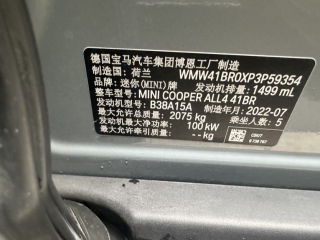 德国宝马汽车集团博恩工厂制造
制造国：荷兰 WMW41BR0XP3P59354
品牌：迷你(MINI)牌 发动机排量：1499 mL
整车型号：MINI COOPER ALL4 41BR
发动机型号：B38A15A 制造年月：2022-07
最大允许总质量：2075 kg 乘坐人数：5
发动机最大净功率：100 kW
最大允许牵引质量：--- kg